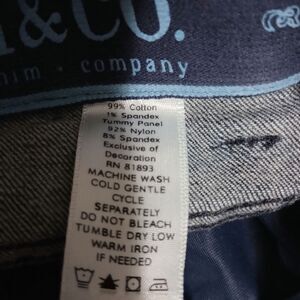 &CO.
nim. company
99% Cotton
1% Spandex
Tummy Panel
92% Nylon
8% Spandex
Exclusive of
Decoration
RN 81893
MACHINE WASH
COLD GENTLE
CYCLE
SEPARATELY
DO NOT BLEACH
TUMBLE DRY LOW
WARM IRON
IF NEEDED